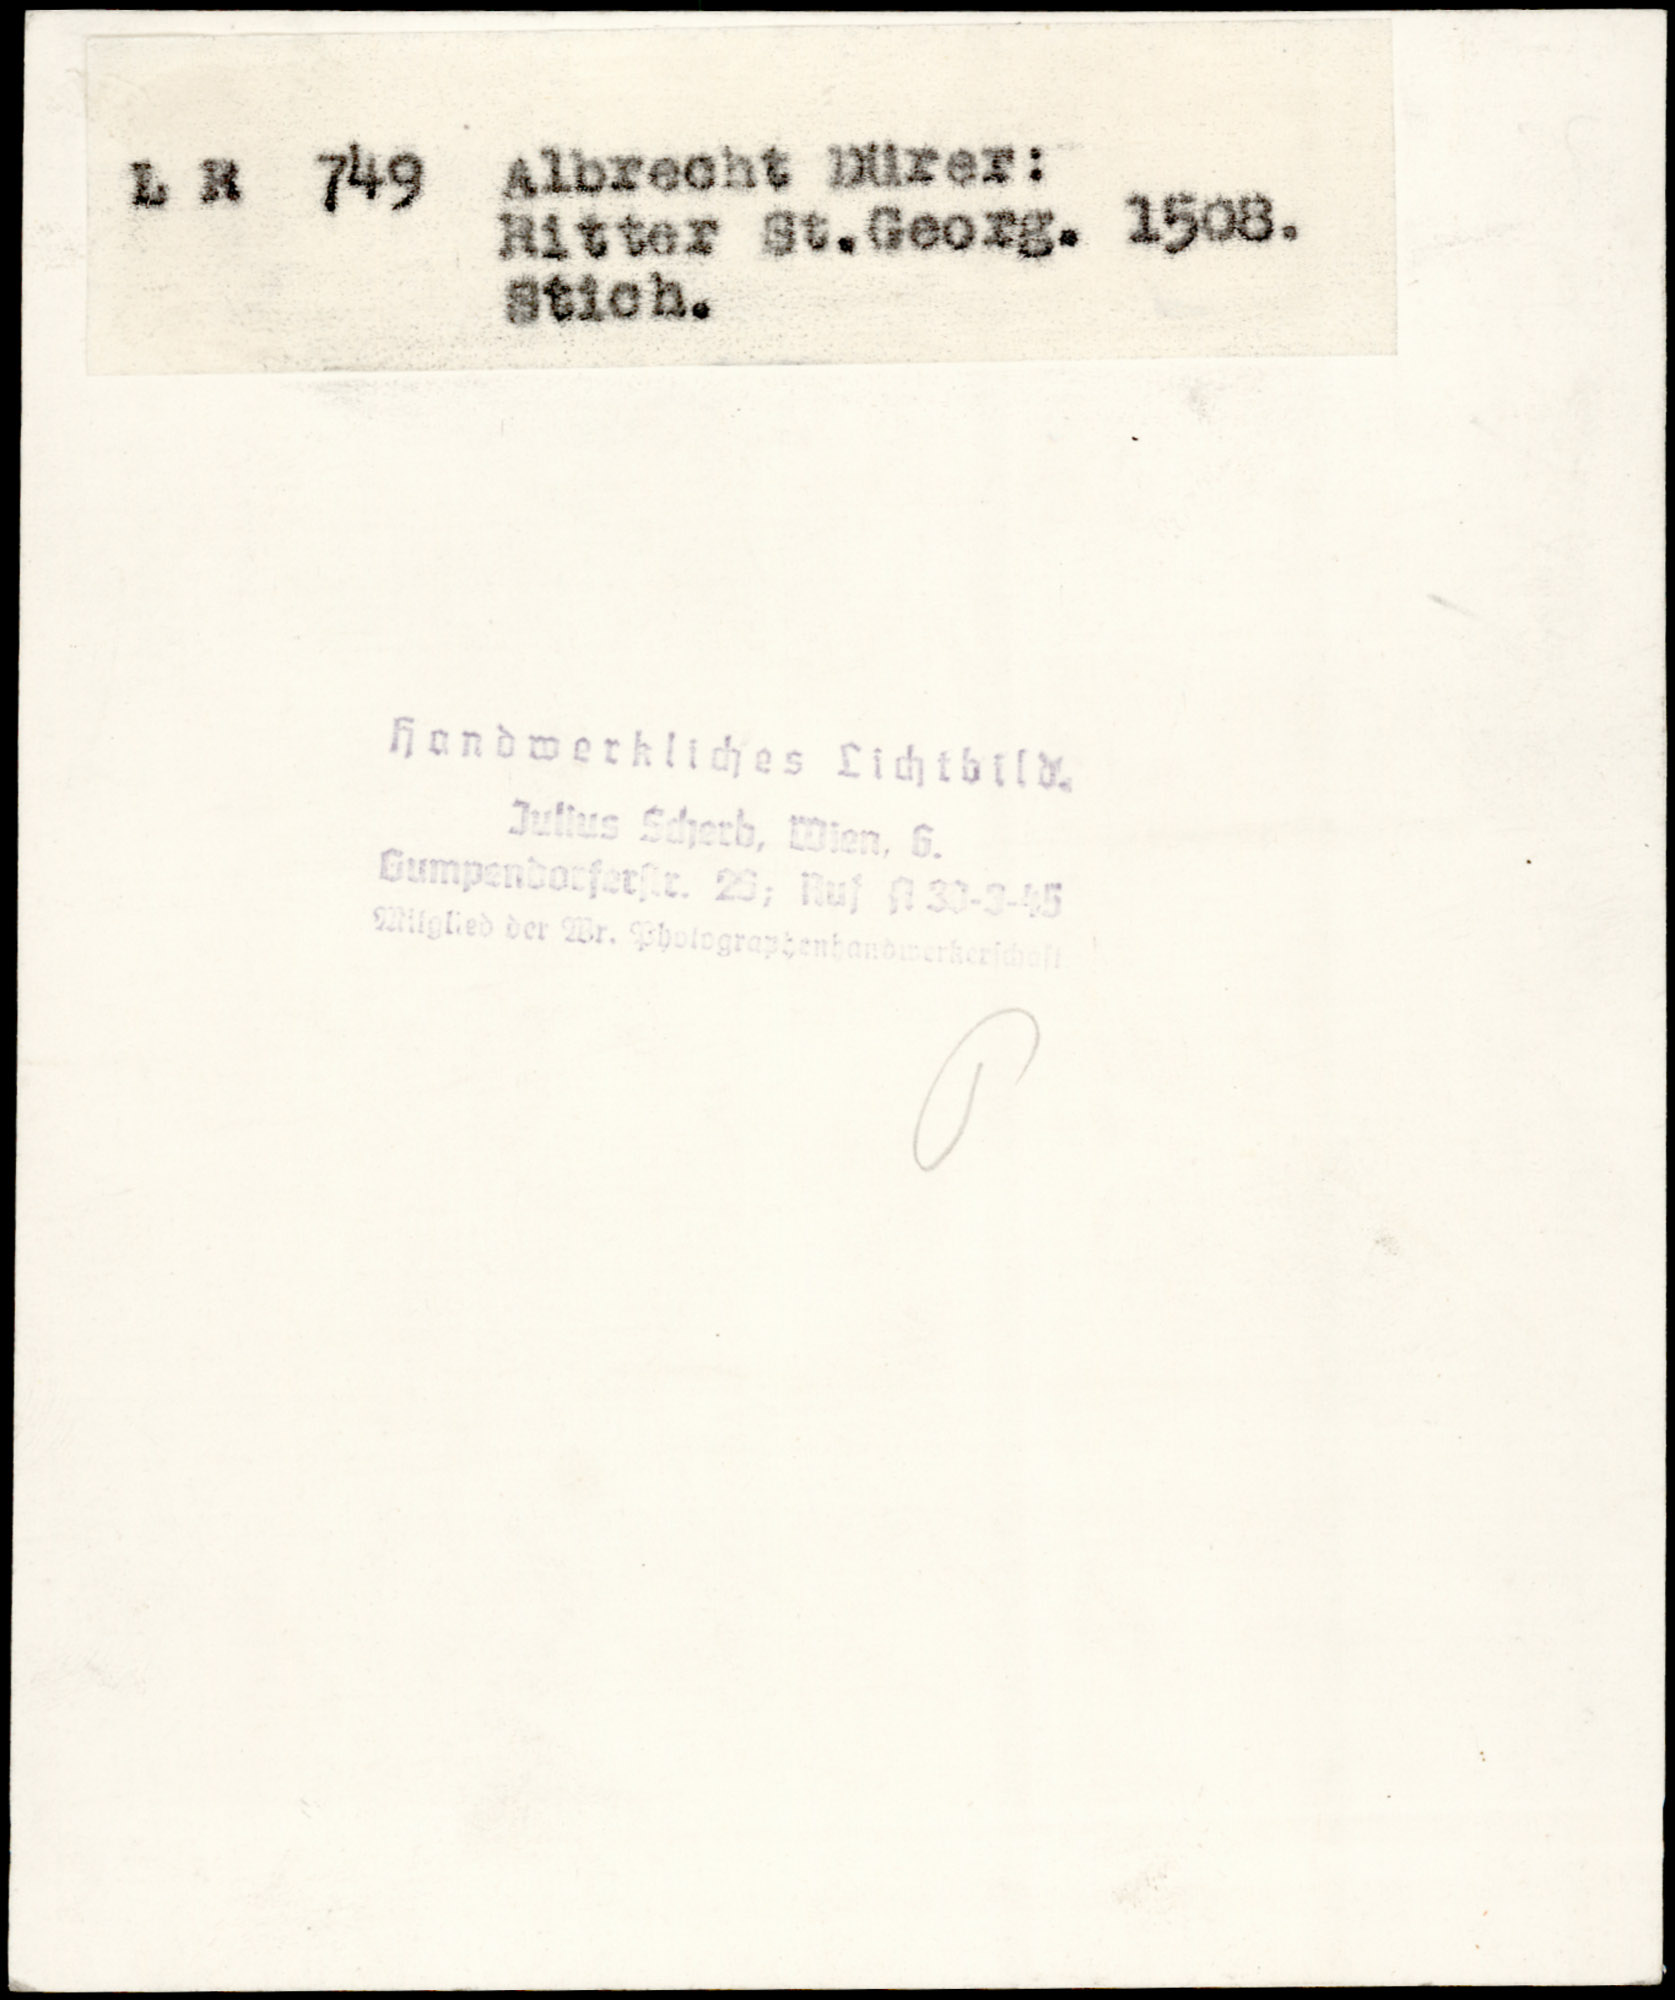 L R 749 Albrecht Dürer:
Ritter St.Georg. 1508.
Stich.
Handwerkliches Lichtbild.
Julius Scherb, Wien, 6.
Gumpendorferstr. 25; Ruf A 30-3-45
Mitglied der Wr. Photographenhandwerkerschaft